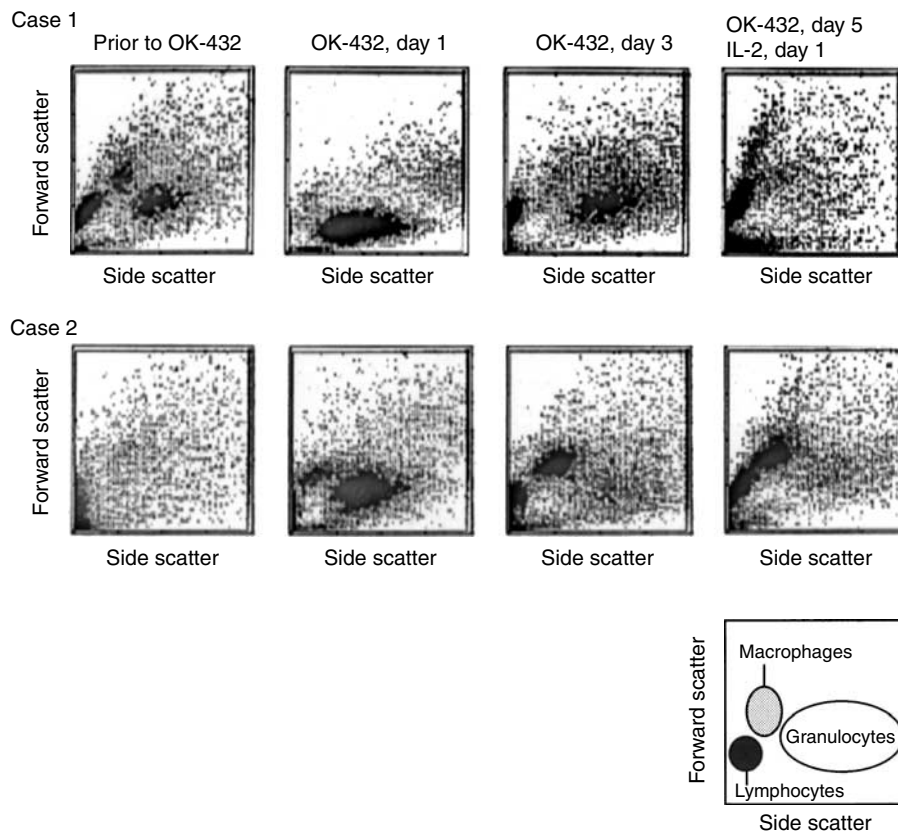 Case 1
Prior to OK-432
OK-432, day 1
OK-432, day 3
OK-432, day 5
IL-2, day 1
Forward scatter
Side scatter
Side scatter
Side scatter
Side scatter
Case 2
Forward scatter
Side scatter
Side scatter
Side scatter
Side scatter
Forward scatter
Macrophages
Granulocytes
Lymphocytes
Side scatter